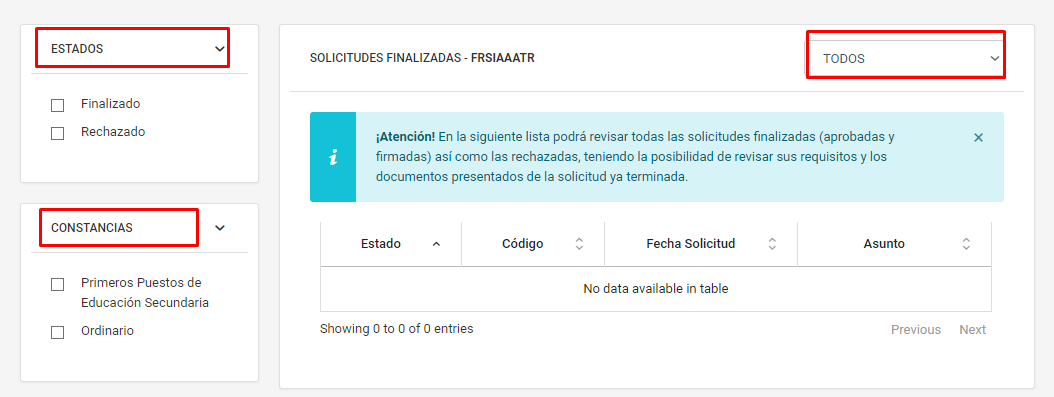 ESTADOS
Finalizado
Rechazado
CONSTANCIAS
Primeros Puestos de
Educación Secundaria
Ordinario
SOLICITUDES FINALIZADAS - FRSIAAATR
TODOS
¡Atención! En la siguiente lista podrá revisar todas las solicitudes finalizadas (aprobadas y
firmadas) así como las rechazadas, teniendo la posibilidad de revisar sus requisitos y los
documentos presentados de la solicitud ya terminada.
Estado Código Fecha Solicitud Asunto
No data available in table
Showing 0 to 0 of 0 entries
Previous Next